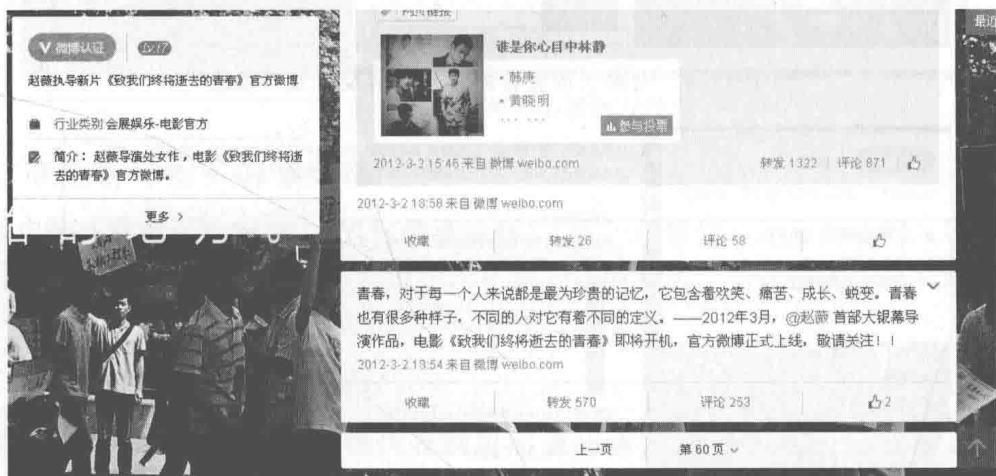 微博认证 Lv.17
赵薇执导新片《致我们终将逝去的青春》官方微博
行业类别 会展娱乐-电影官方
简介：赵薇导演处女作，电影《致我们终将逝
去的青春》官方微博。
更多 >
网页链接
谁是你心目中林静
· 韩庚
· 黄晓明
... ...
参与投票
2012-3-2 15:46 来自 微博 weibo.com
转发 1322 | 评论 871 |
2012-3-2 18:58 来自 微博 weibo.com
收藏 转发 26 评论 58
青春，对于每一个人来说都是最为珍贵的记忆，它包含着欢笑、痛苦、成长、蜕变。青春
也有很多种样子，不同的人对它有着不同的定义。——2012年3月，@赵薇 首部大银幕导
演作品，电影《致我们终将逝去的青春》即将开机，官方微博正式上线，敬请关注！！
2012-3-2 18:54 来自 微博 weibo.com
收藏 转发 570 评论 253 2
上一页 第 60 页
最近